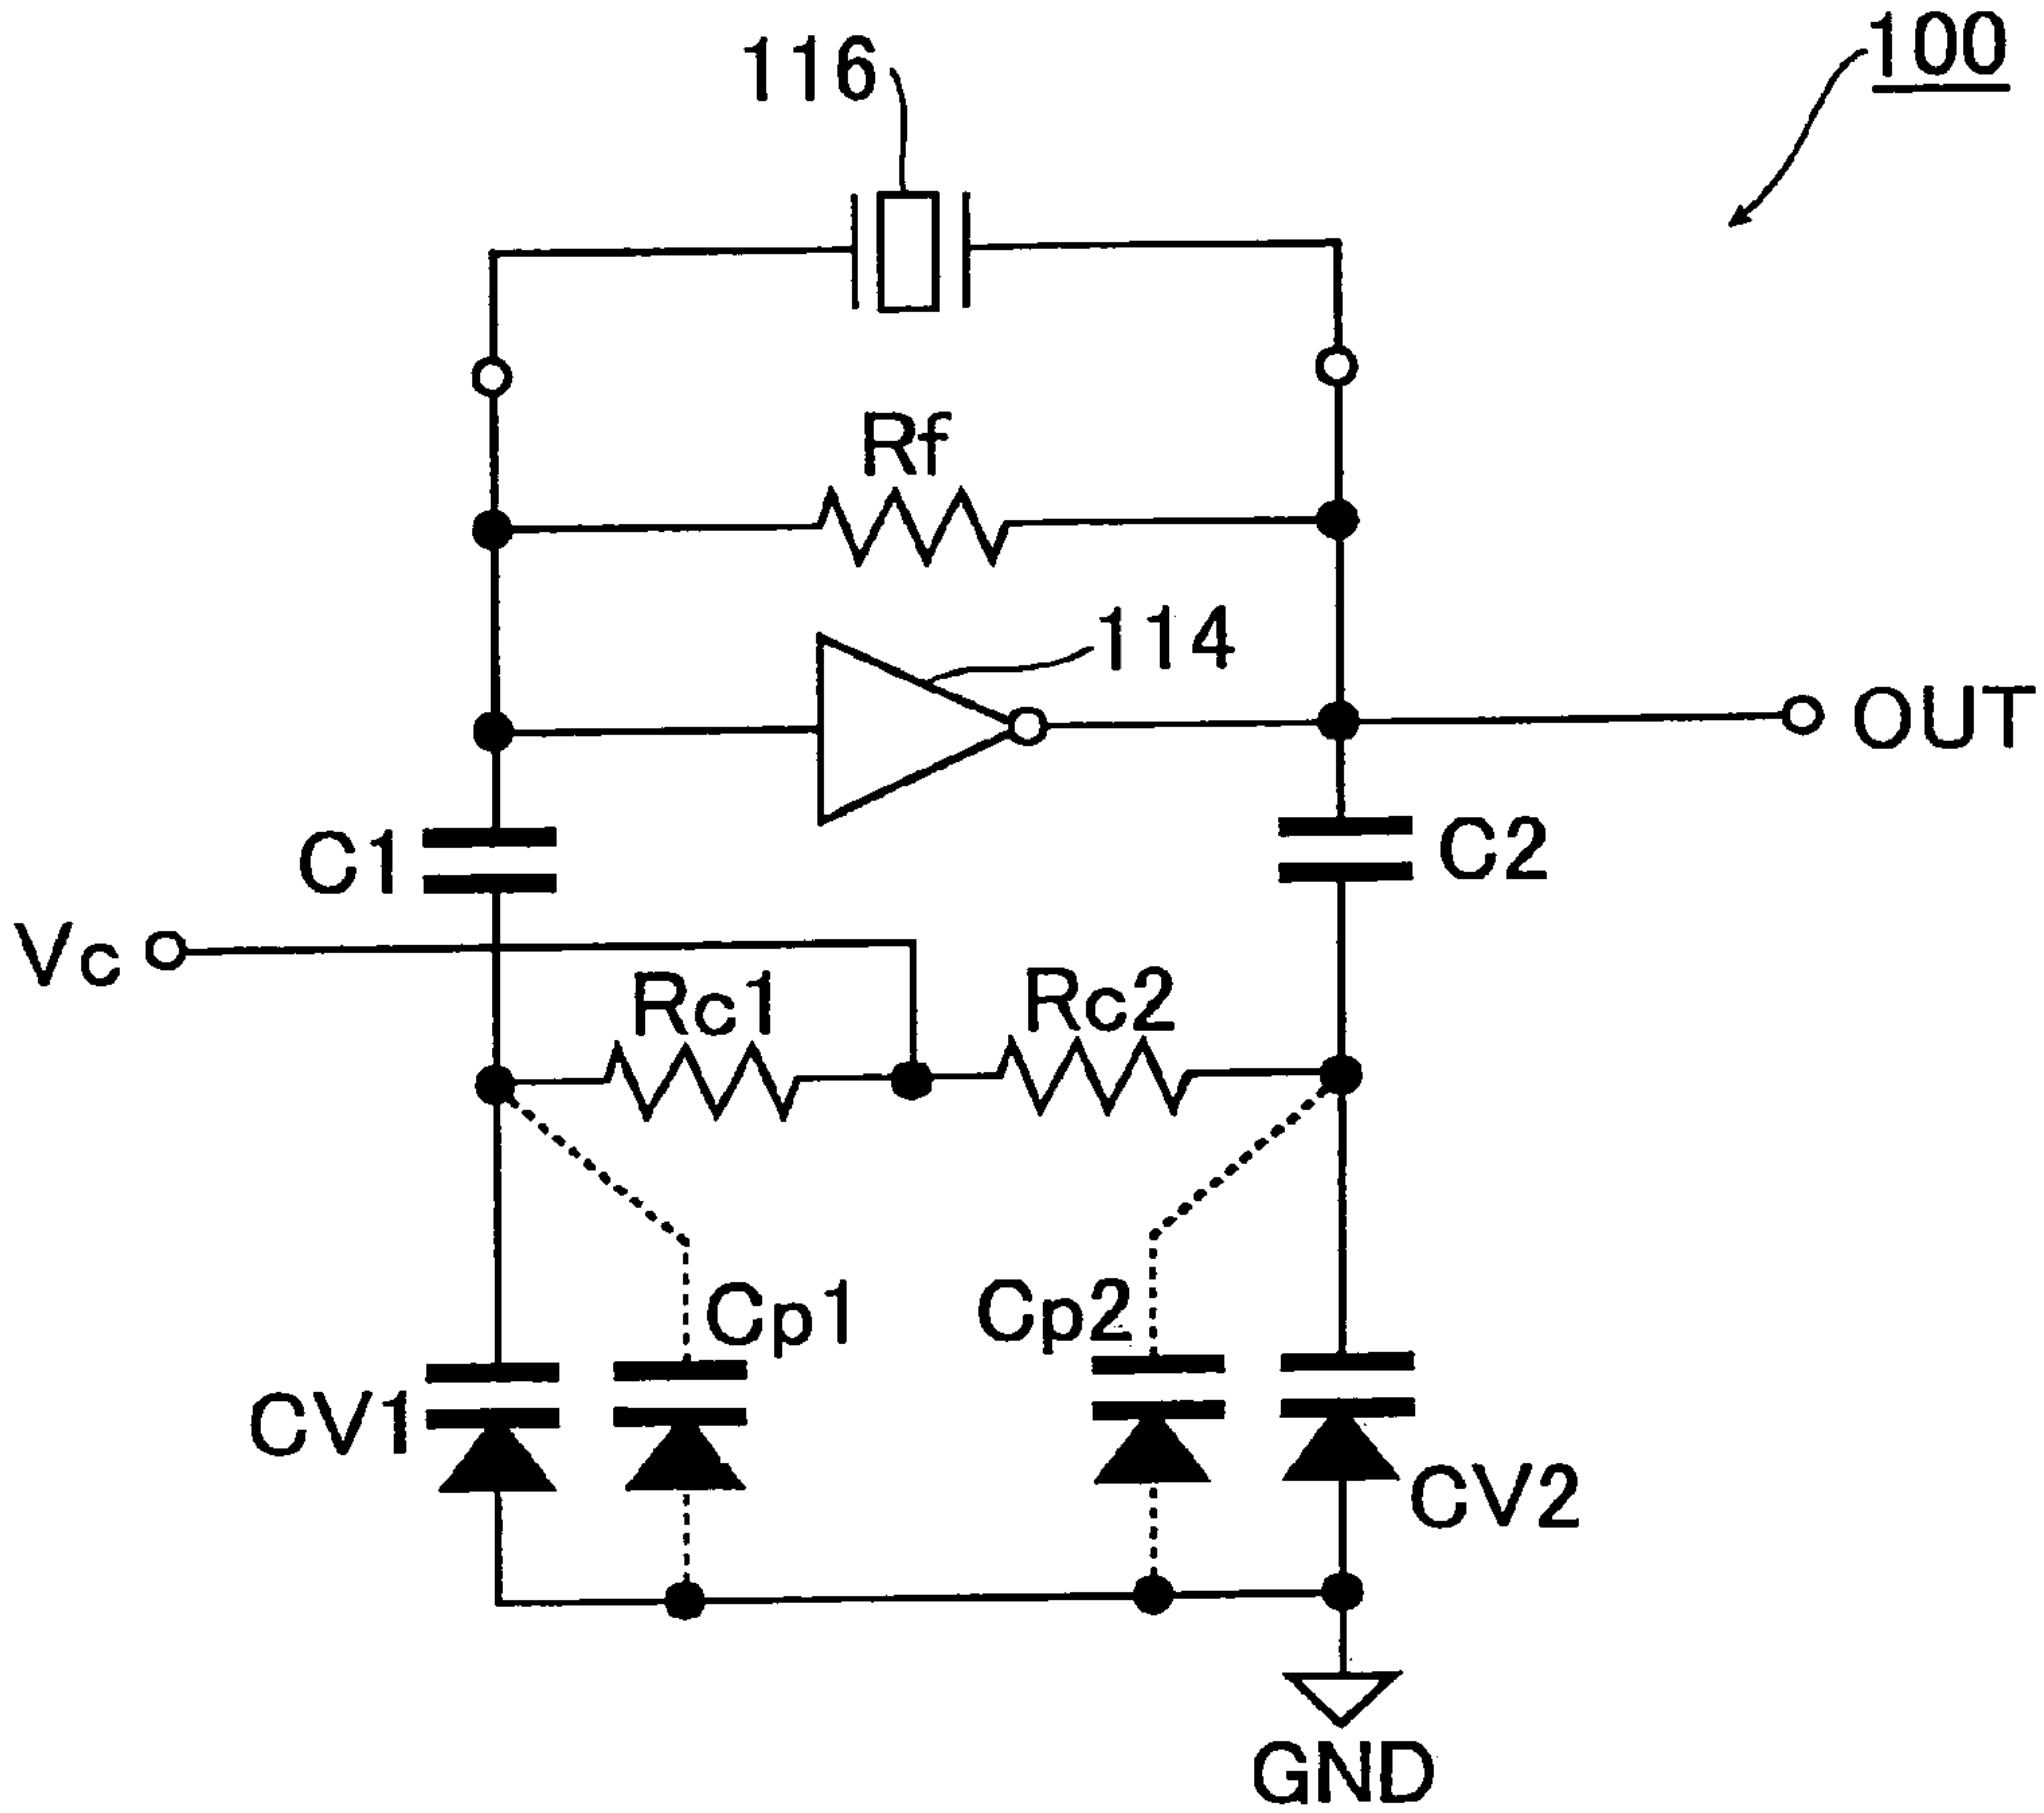 116
100
Rf
114
OUT
C1
C2
Vc
Rc1
Rc2
Cp1
Cp2
CV1
CV2
GND